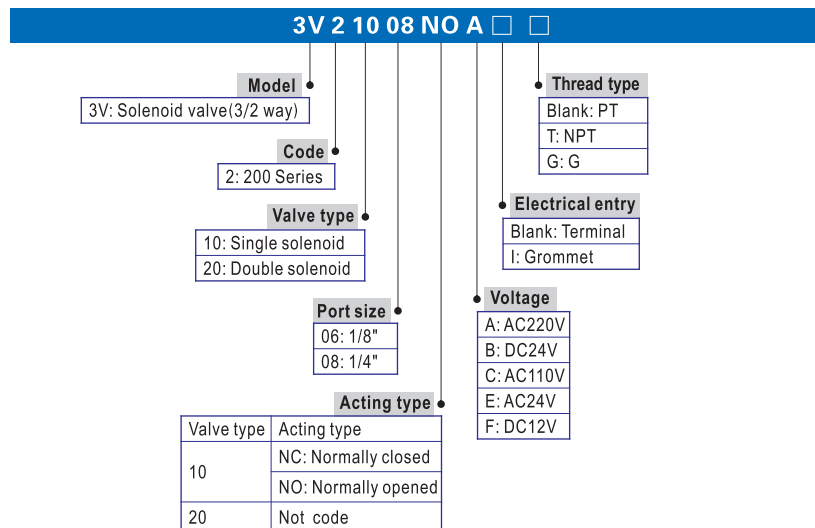 3V 2 10 08 NO A □ □
Model
3V: Solenoid valve(3/2 way)
Code
2: 200 Series
Valve type
10: Single solenoid
20: Double solenoid
Port size
06: 1/8"
08: 1/4"
Acting type
Valve type Acting type
10
NC: Normally closed
NO: Normally opened
20 Not code
Voltage
A: AC220V
B: DC24V
C: AC110V
E: AC24V
F: DC12V
Electrical entry
Blank: Terminal
I: Grommet
Thread type
Blank: PT
T: NPT
G: G